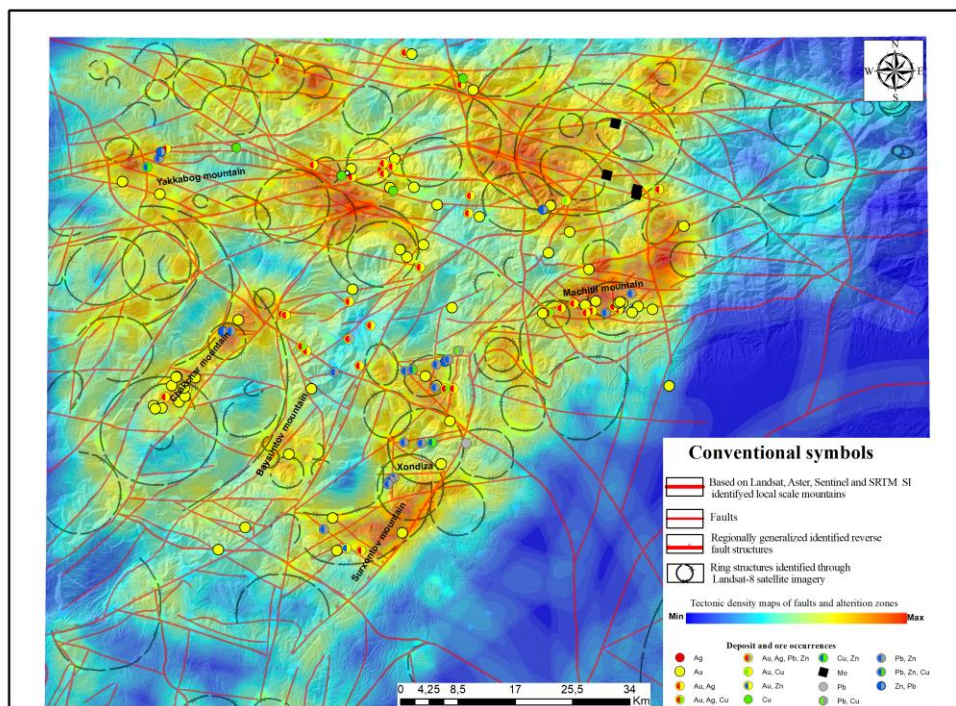 N
W E
S
Yakkabog mountain
Machitli mountain
Chakchar mountain
Baysuntov mountain
Xondiza
Surxontov mountain
Conventional symbols
Based on Landsat, Aster, Sentinel and SRTM SI
identifyed local scale mountains
Faults
Regionally generalized identified reverse
fault structures
Ring structures identified through
Landsat-8 satellite imagery
Tectonic density maps of faults and altertion zones
Min Max
Deposit and ore occurrences
Ag Au, Ag, Pb, Zn Cu, Zn Pb, Zn
Au Au, Cu Mo Pb, Zn, Cu
Au, Ag Au, Zn Pb Zn, Pb
Au, Ag, Cu Cu Pb, Cu
0 4,25 8,5 17 25,5 34
Km